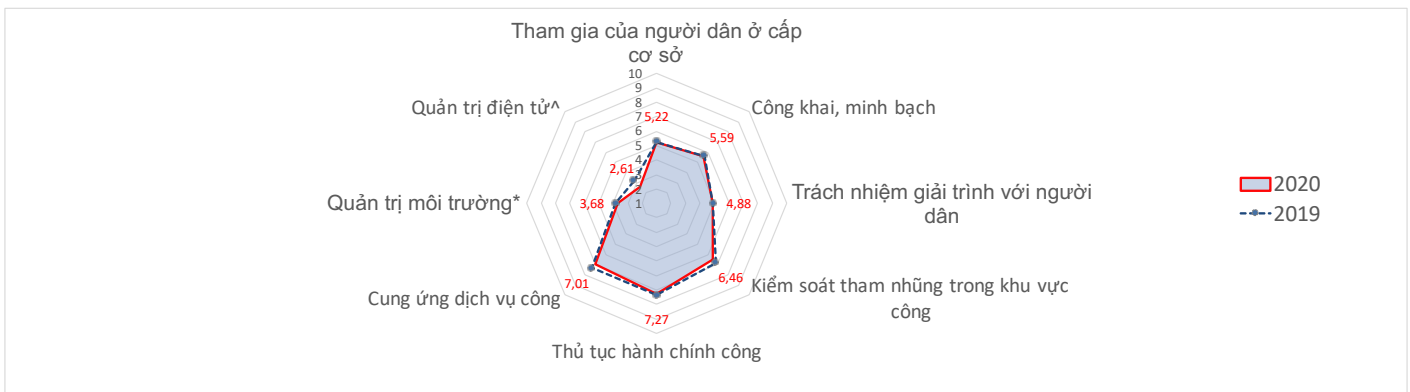 Tham gia của người dân ở cấp
cơ sở
10
9
8
7
6
5
4
3
2
1
Quản trị điện tử^
Công khai, minh bạch
5,22
5,59
2,61
Quản trị môi trường*
3,68
4,88
Trách nhiệm giải trình với người
dân
2020
2019
Cung ứng dịch vụ công
7,01
6,46
Kiểm soát tham nhũng trong khu vực
công
7,27
Thủ tục hành chính công